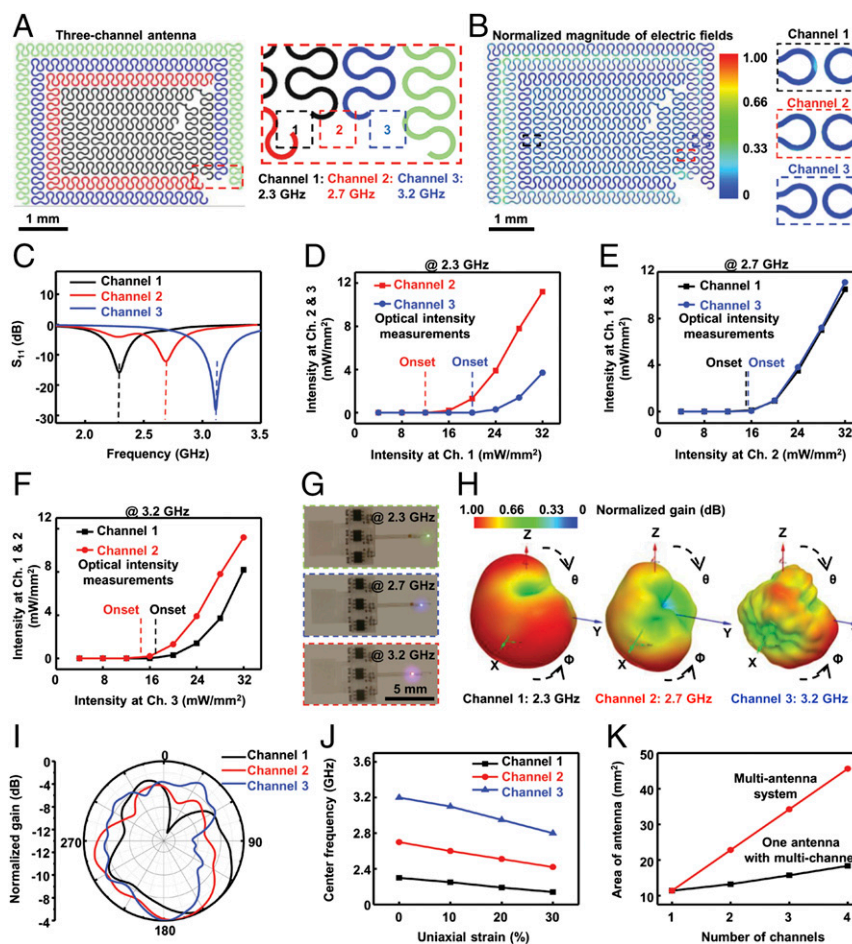 A
Three-channel antenna
1
2
3
Channel 1: Channel 2: Channel 3:
2.3 GHz 2.7 GHz 3.2 GHz
1 mm
B
Normalized magnitude of electric fields
1.00
0.66
0.33
0
1 mm
Channel 1
Channel 2
Channel 3
C
Channel 1
Channel 2
Channel 3
S11 (dB)
0
-10
-20
-30
2.0 2.5 3.0 3.5
Frequency (GHz)
D
@ 2.3 GHz
Channel 2
Channel 3
Optical intensity
measurements
Onset Onset
Intensity at Ch. 2 & 3
(mW/mm²)
12
8
4
0
0 8 16 24 32
Intensity at Ch. 1 (mW/mm²)
E
@ 2.7 GHz
Channel 1
Channel 3
Optical intensity
measurements
Onset Onset
Intensity at Ch. 1 & 3
(mW/mm²)
12
8
4
0
0 8 16 24 32
Intensity at Ch. 2 (mW/mm²)
F
@ 3.2 GHz
Channel 1
Channel 2
Optical intensity
measurements
Onset Onset
Intensity at Ch. 1 & 2
(mW/mm²)
12
8
4
0
0 8 16 24 32
Intensity at Ch. 3 (mW/mm²)
G
@ 2.3 GHz
@ 2.7 GHz
@ 3.2 GHz
5 mm
H
1.00 0.66 0.33 0 Normalized gain (dB)
Z θ Y X Φ
Z θ Y X Φ
Z θ Y X Φ
Channel 1: 2.3 GHz Channel 2: 2.7 GHz Channel 3: 3.2 GHz
I
Channel 1
Channel 2
Channel 3
Normalized gain (dB)
0
-4
-8
-12
-12
-8
-4
0
90
180
270
J
Channel 1
Channel 2
Channel 3
Center frequency (GHz)
3.6
3.2
2.8
2.4
0 10 20 30
Uniaxial strain (%)
K
Multi-antenna
system
One antenna
with multi-channel
Area of antenna (mm²)
50
40
30
20
10
1 2 3 4
Number of channels